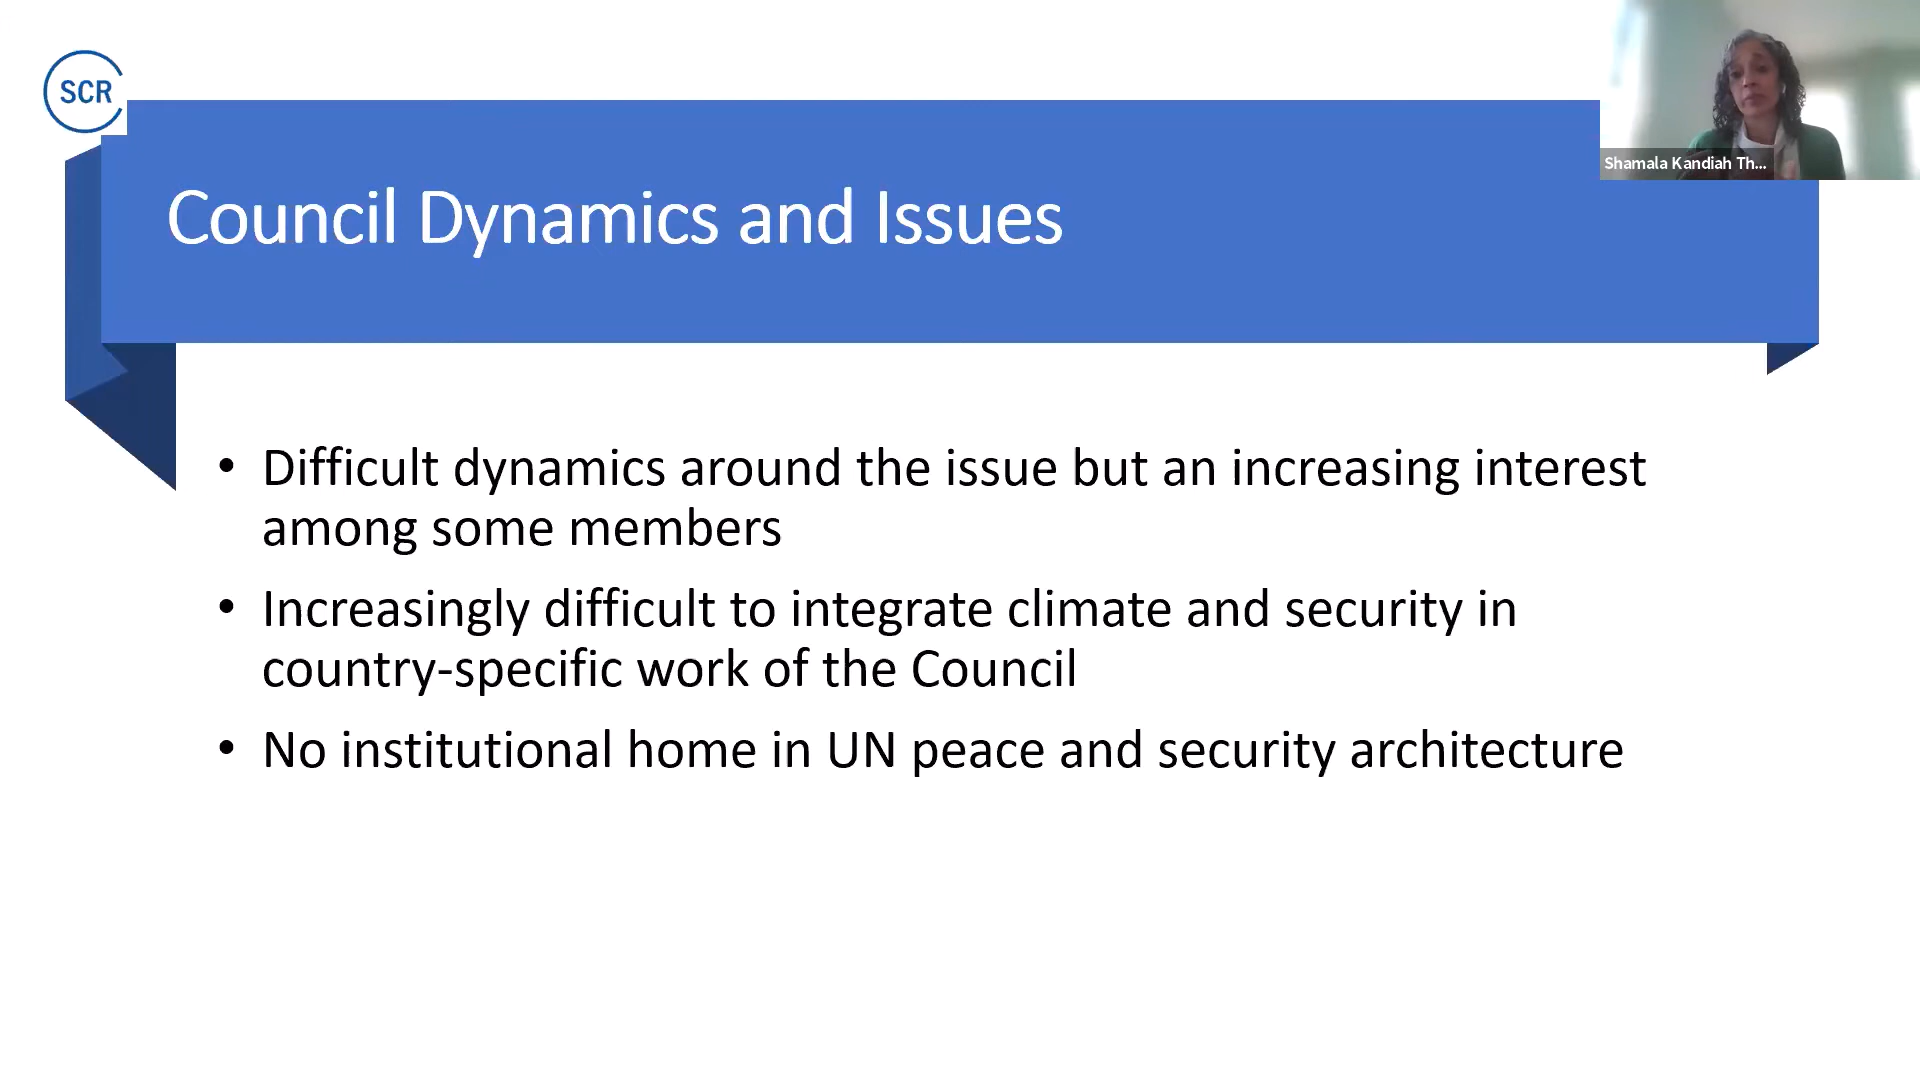 SCR
Shamala Kandiah Th...
Council Dynamics and Issues
• Difficult dynamics around the issue but an increasing interest
among some members
• Increasingly difficult to integrate climate and security in
country-specific work of the Council
• No institutional home in UN peace and security architecture